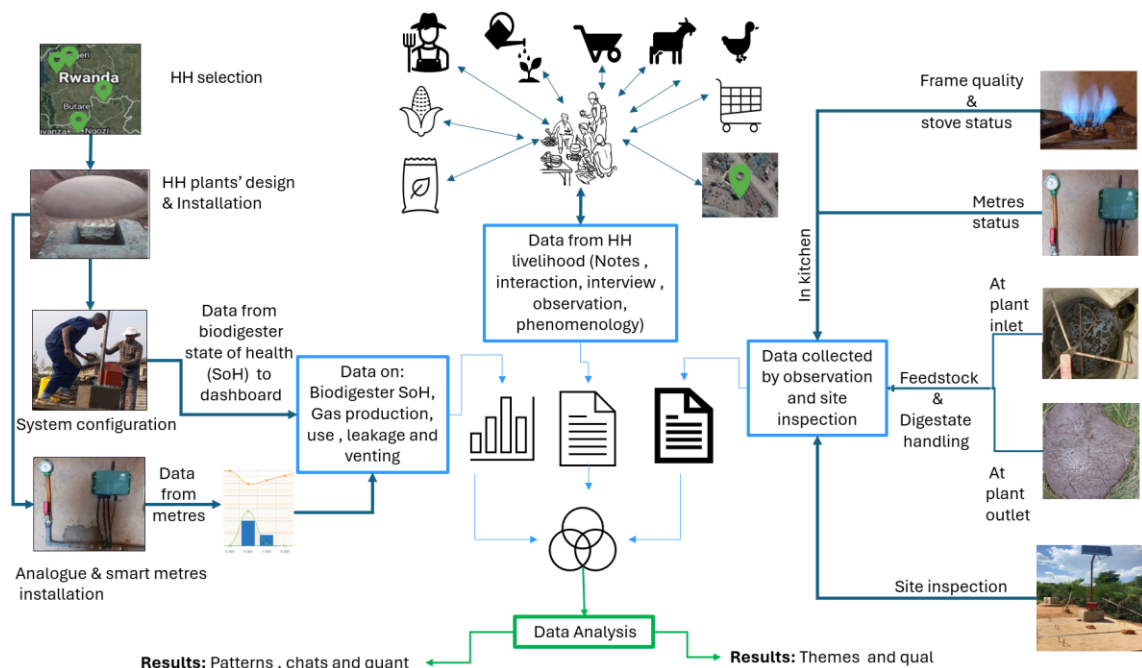 HH selection
Rwanda
Butare
Ngozi
HH plants' design
& Installation
System configuration
Data from
biodigester
state of health
(SoH) to
dashboard
Data from
metres
Analogue & smart metres
installation
Data on:
Biodigester SoH,
Gas production,
use , leakage and
venting
Data from HH
livelihood (Notes ,
interaction, interview ,
observation,
phenomenology)
Frame quality
&
stove status
Metres
status
In kitchen
At
plant
inlet
Data collected
by observation
and site
inspection
Feedstock
&
Digestate
handling
At
plant
outlet
Site inspection
Data Analysis
Results: Patterns , chats and quant
Results: Themes and qual